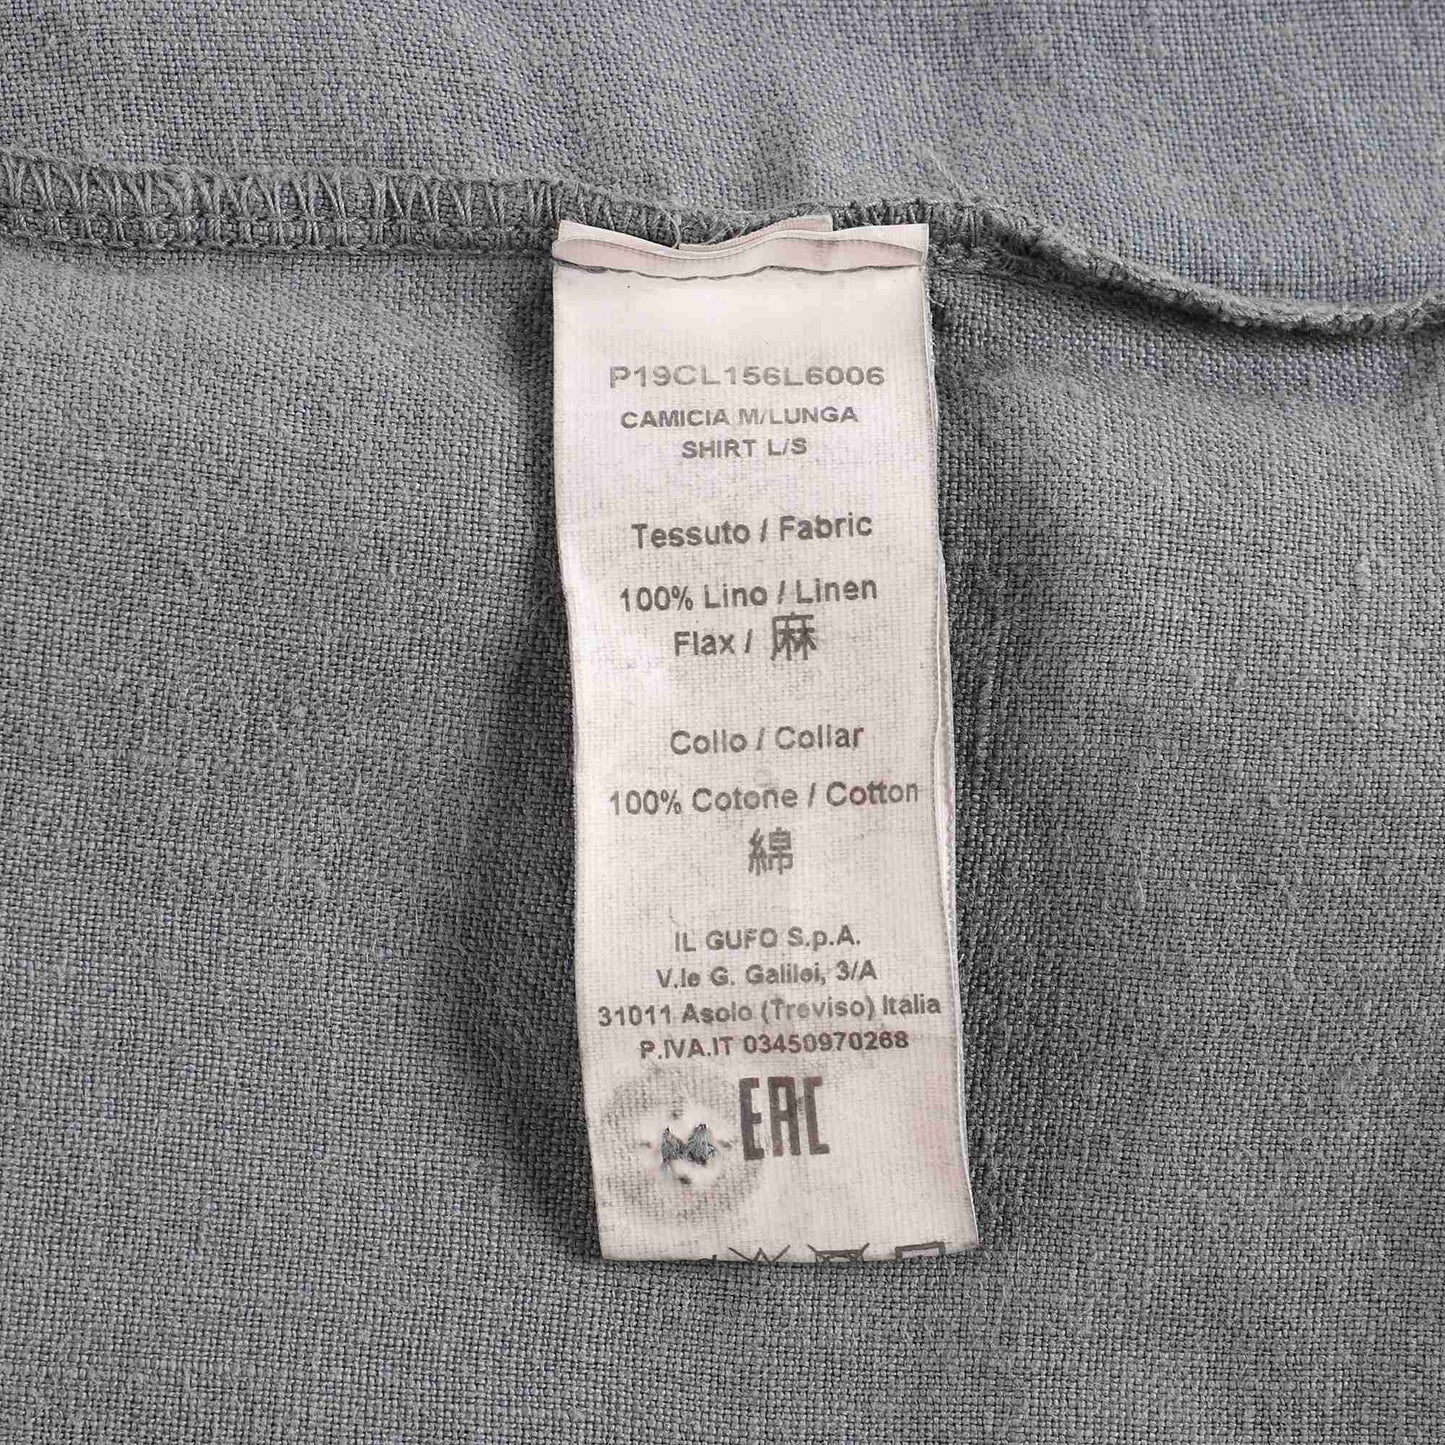 P19CL156L6006
CAMICIA M/LUNGA
SHIRT L/S
Tessuto / Fabric
100% Lino / Linen
Flax / 麻
Collo / Collar
100% Cotone / Cotton
綿
IL GUFO S.p.A.
V.le G. Galilei, 3/A
31011 Asolo (Treviso) Italia
P.IVA.IT 03450970268
EAC